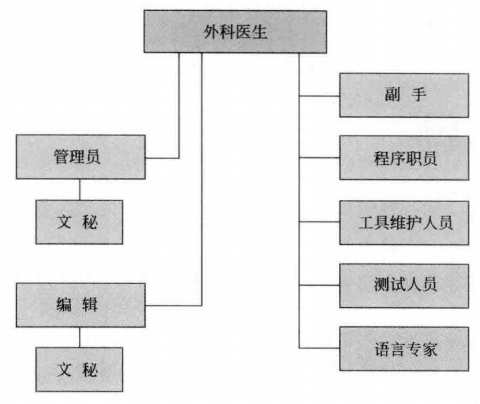 外科医生
副 手
管理员
程序职员
文 秘
工具维护人员
编 辑
测试人员
文 秘
语言专家